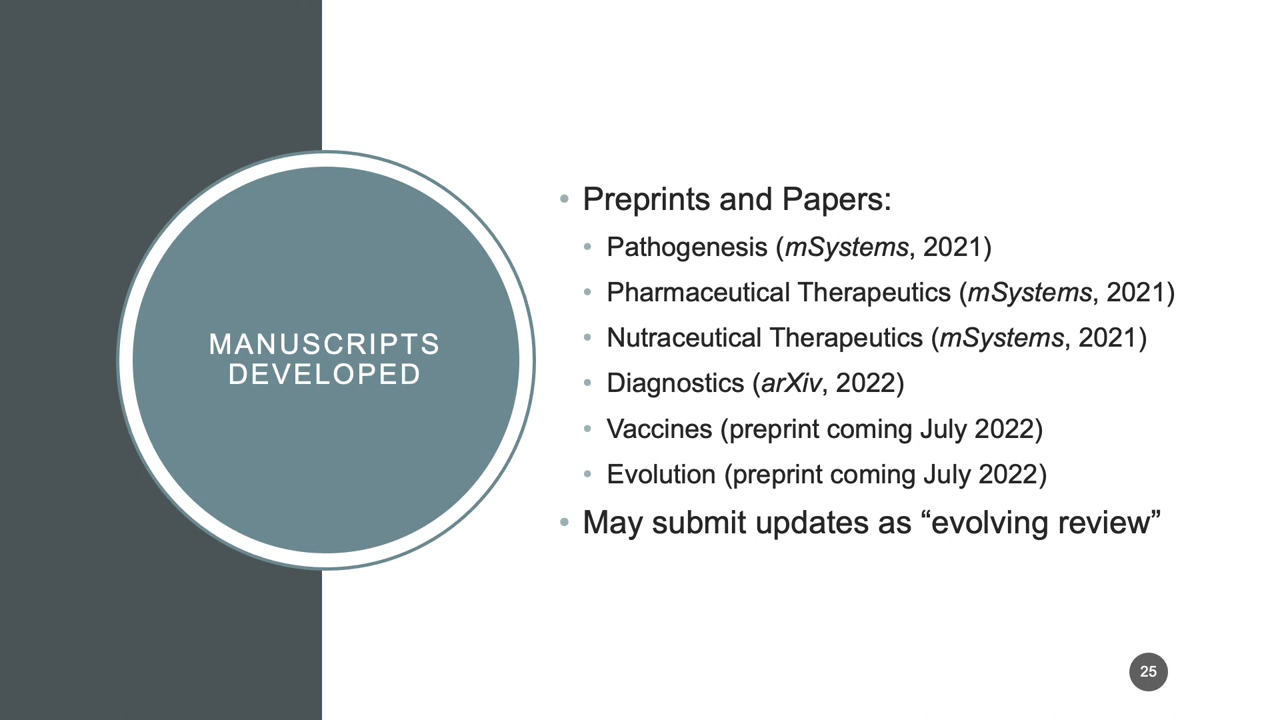 MANUSCRIPTS
DEVELOPED
• Preprints and Papers:
• Pathogenesis (mSystems, 2021)
• Pharmaceutical Therapeutics (mSystems, 2021)
• Nutraceutical Therapeutics (mSystems, 2021)
• Diagnostics (arXiv, 2022)
• Vaccines (preprint coming July 2022)
• Evolution (preprint coming July 2022)
• May submit updates as “evolving review”
25